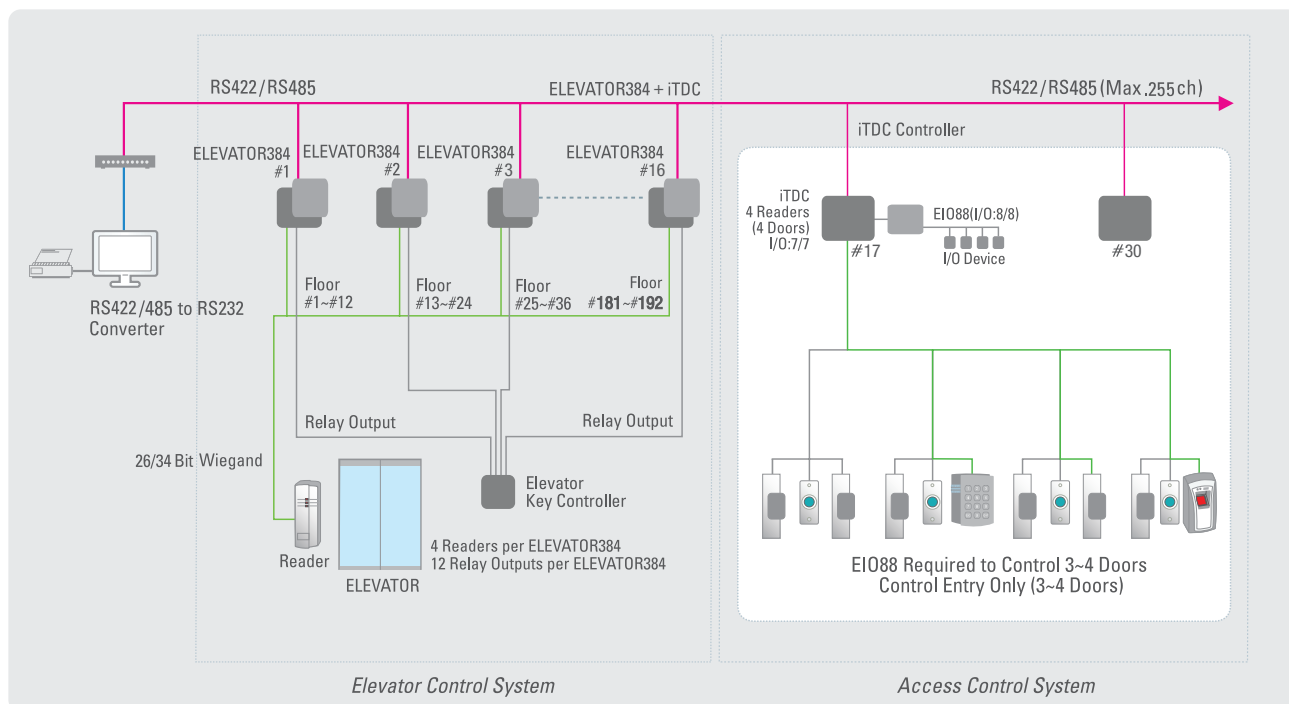 RS422/RS485
ELEVATOR384 + iTDC
RS422/RS485 (Max.255 ch)
ELEVATOR384
#1
ELEVATOR384
#2
ELEVATOR384
#3
ELEVATOR384
#16
iTDC Controller
iTDC
4 Readers
(4 Doors)
I/O:7/7
EIO88(I/O:8/8)
I/O Device
#17
#30
RS422/485 to RS232
Converter
Floor
#1~#12
Floor
#13~#24
Floor
#25~#36
Floor
#181~#192
Relay Output
Relay Output
26/34 Bit Wiegand
Elevator
Key Controller
Reader
ELEVATOR
4 Readers per ELEVATOR384
12 Relay Outputs per ELEVATOR384
EIO88 Required to Control 3~4 Doors
Control Entry Only (3~4 Doors)
Elevator Control System
Access Control System